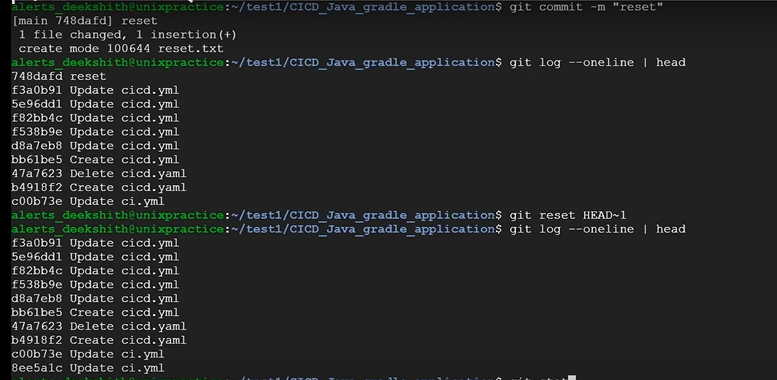 alerts_deekshith@unixpractice:~/test1/CICD_Java_gradle_application$ git commit -m "reset"
[main 748dafd] reset
 1 file changed, 1 insertion(+)
 create mode 100644 reset.txt
alerts_deekshith@unixpractice:~/test1/CICD_Java_gradle_application$ git log --oneline | head
748dafd reset
f3a0b91 Update cicd.yml
5e96dd1 Update cicd.yml
f82bb4c Update cicd.yml
f538b9e Update cicd.yml
d8a7eb8 Update cicd.yml
bb61be5 Create cicd.yml
47a7623 Delete cicd.yaml
b4918f2 Create cicd.yaml
c00b73e Update ci.yml
alerts_deekshith@unixpractice:~/test1/CICD_Java_gradle_application$ git reset HEAD~1
alerts_deekshith@unixpractice:~/test1/CICD_Java_gradle_application$ git log --oneline | head
f3a0b91 Update cicd.yml
5e96dd1 Update cicd.yml
f82bb4c Update cicd.yml
f538b9e Update cicd.yml
d8a7eb8 Update cicd.yml
bb61be5 Create cicd.yml
47a7623 Delete cicd.yaml
b4918f2 Create cicd.yaml
c00b73e Update ci.yml
8ee5a1c Update ci.yml
alerts_deekshith@unixpractice:~/test1/CICD_Java_gradle_application$ git stat